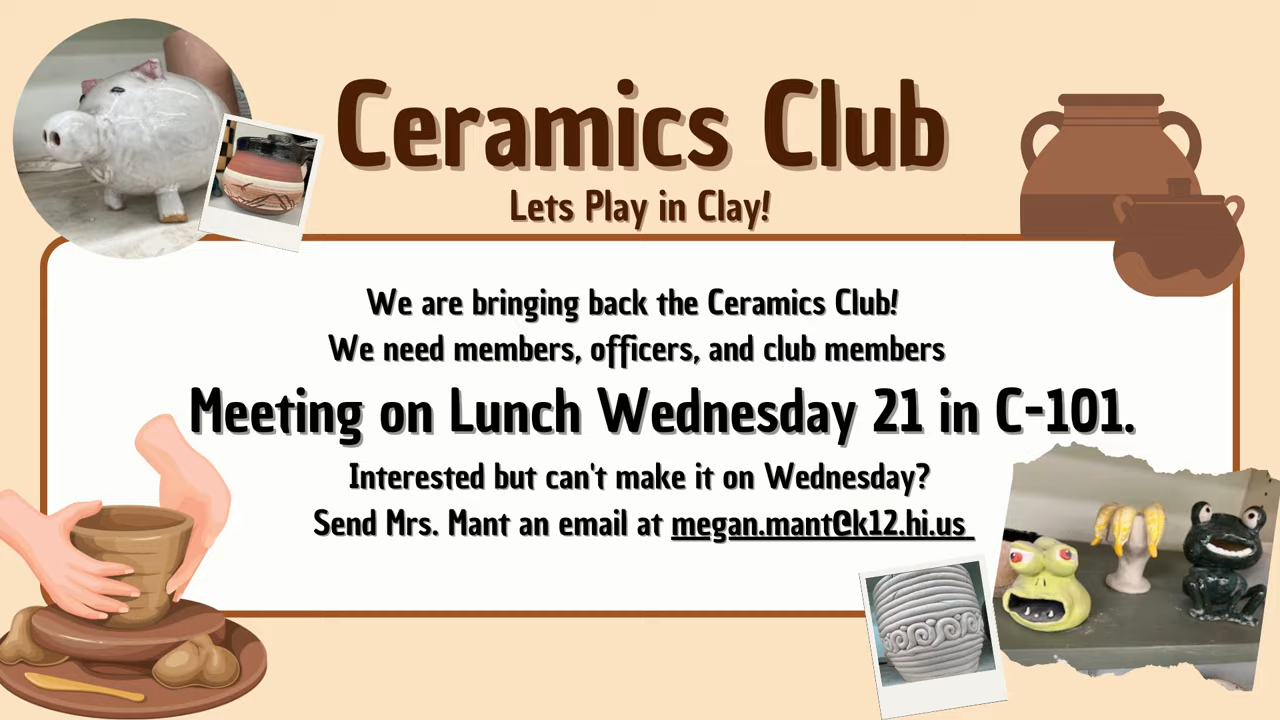 Ceramics Club
Lets Play in Clay!
We are bringing back the Ceramics Club!
We need members, officers, and club members
Meeting on Lunch Wednesday 21 in C-101.
Interested but can't make it on Wednesday?
Send Mrs. Mant an email at megan.mant@k12.hi.us